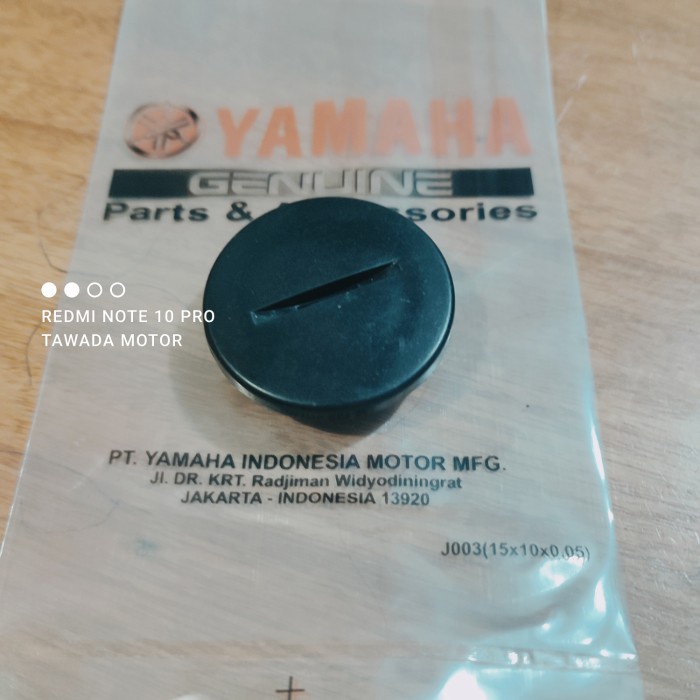 YAMAHA
GENUINE
Parts & ssories
REDMI NOTE 10 PRO
TAWADA MOTOR
PT. YAMAHA INDONESIA MOTOR MFG.
Jl. DR. KRT. Radjiman Widyodiningrat
JAKARTA - INDONESIA 13920
J003(15x10x0.05)